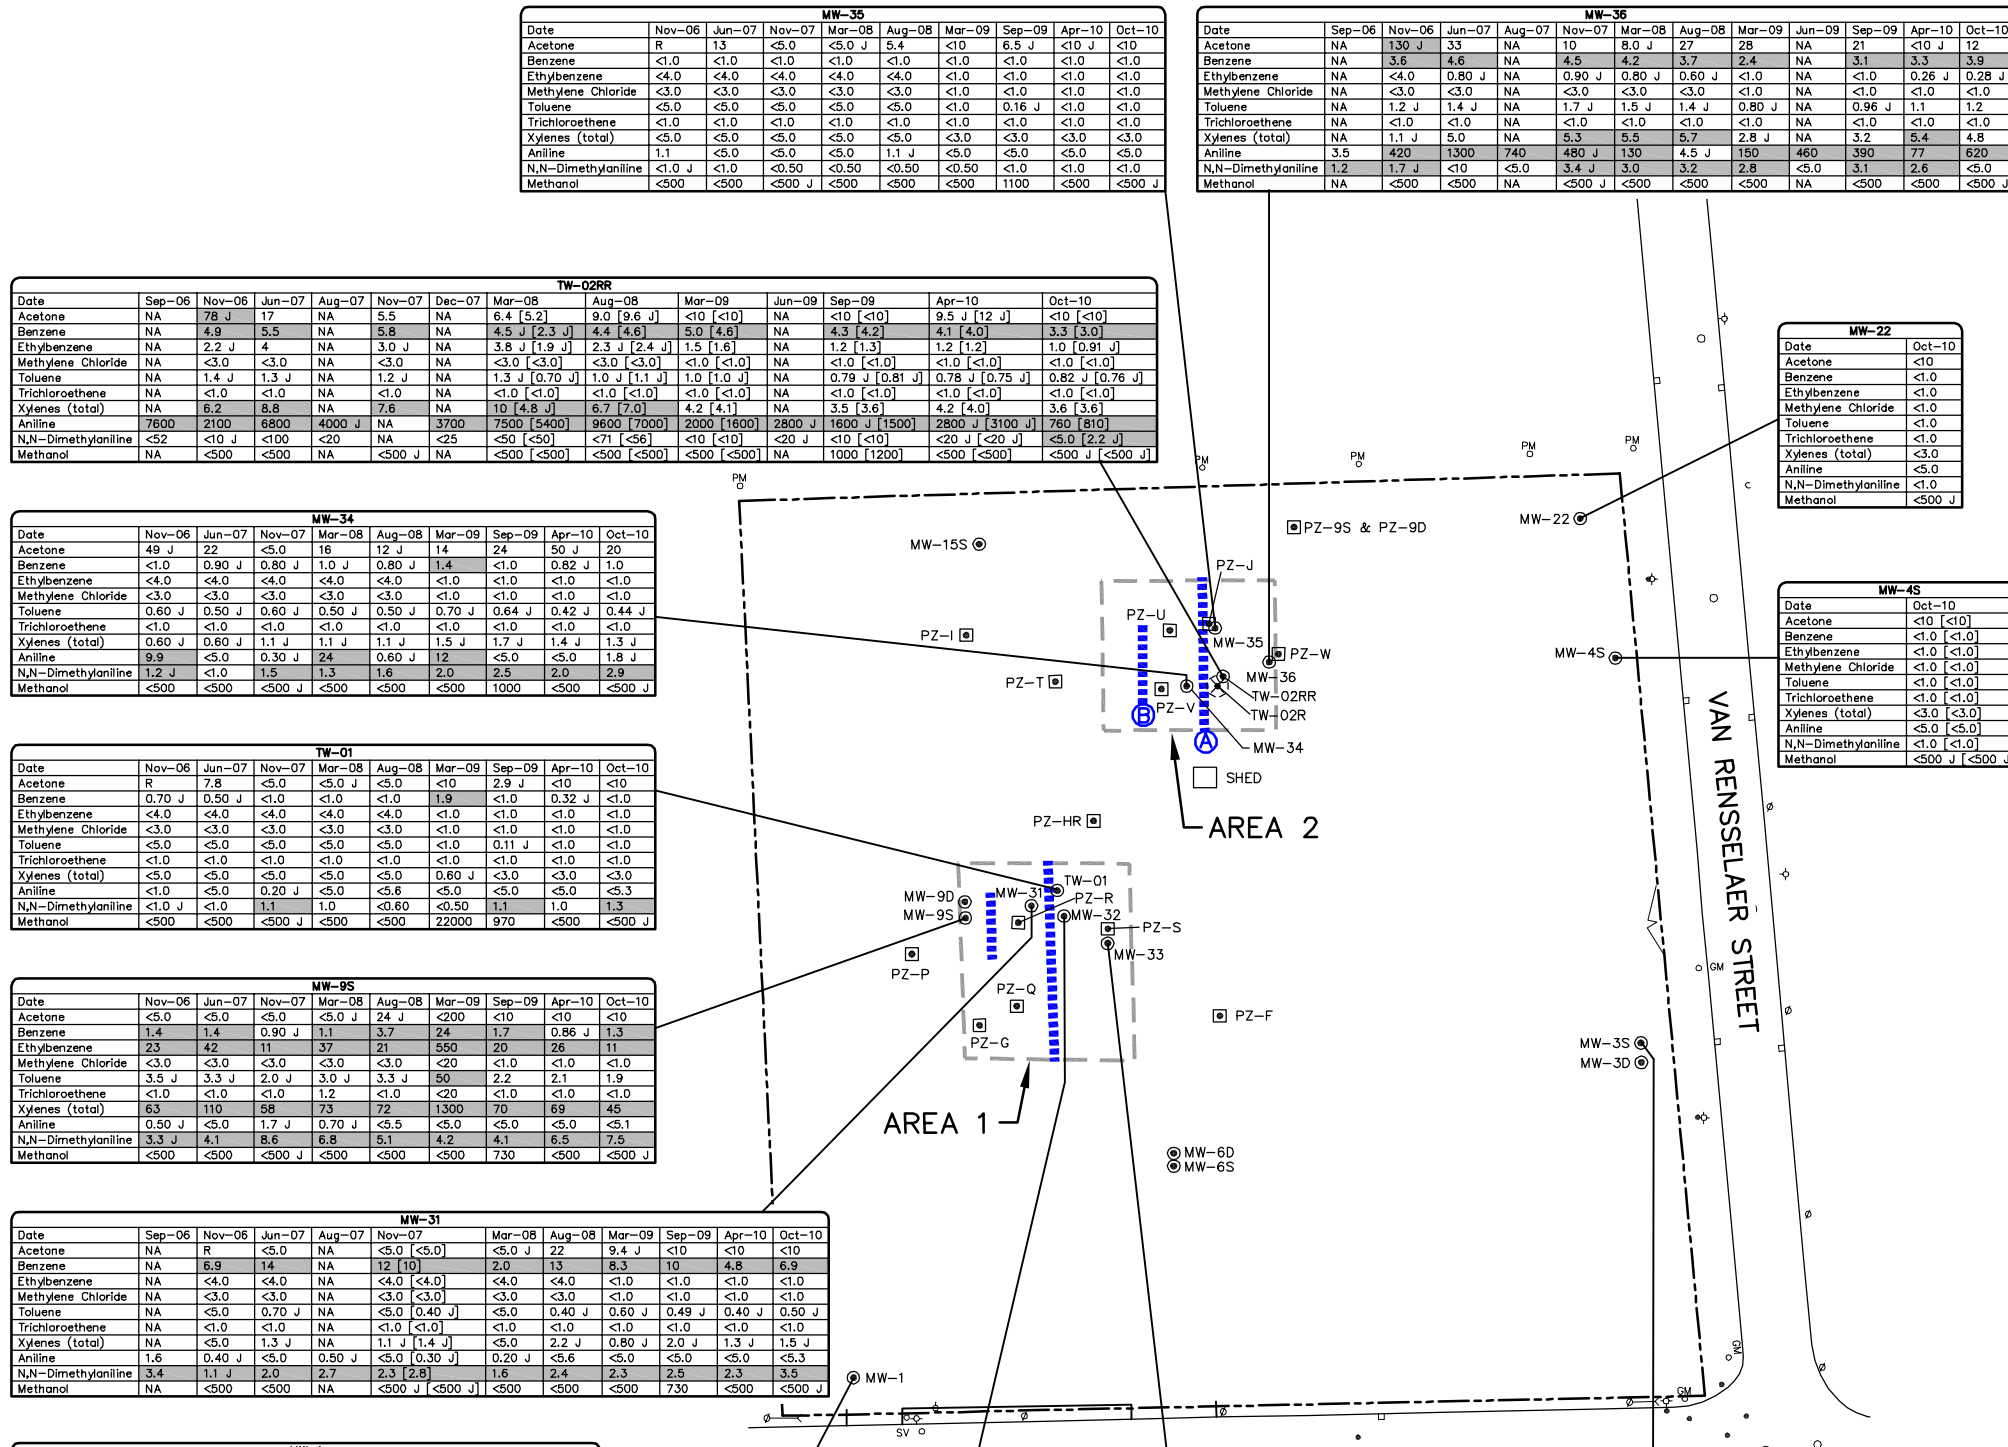 MW-35
Date Nov-06 Jun-07 Nov-07 Mar-08 Aug-08 Mar-09 Sep-09 Apr-10 Oct-10
Acetone R 13 <5.0 <5.0 J 5.4 <10 6.5 J <10 J <10
Benzene <1.0 <1.0 <1.0 <1.0 <1.0 <1.0 <1.0 <1.0 <1.0
Ethylbenzene <4.0 <4.0 <4.0 <4.0 <4.0 <1.0 <1.0 <1.0 <1.0
Methylene Chloride <3.0 <3.0 <3.0 <3.0 <3.0 <1.0 <1.0 <1.0 <1.0
Toluene <5.0 <5.0 <5.0 <5.0 <5.0 <1.0 0.16 J <1.0 <1.0
Trichloroethene <1.0 <1.0 <1.0 <1.0 <1.0 <1.0 <1.0 <1.0 <1.0
Xylenes (total) <5.0 <5.0 <5.0 <5.0 <5.0 <3.0 <3.0 <3.0 <3.0
Aniline 1.1 <5.0 <5.0 <5.0 1.1 J <5.0 <5.0 <5.0 <5.0
N,N-Dimethylaniline <1.0 J <1.0 <0.50 <0.50 <0.50 <0.50 <1.0 <1.0 <1.0
Methanol <500 <500 <500 J <500 <500 <500 1100 <500 <500 J
MW-36
Date Sep-06 Nov-06 Jun-07 Aug-07 Nov-07 Mar-08 Aug-08 Mar-09 Jun-09 Sep-09 Apr-10 Oct-10
Acetone NA 130 J 33 NA 10 8.0 J 27 28 NA 21 <10 J 12
Benzene NA 3.6 4.6 NA 4.5 4.2 3.7 2.4 NA 3.1 3.3 3.9
Ethylbenzene NA <4.0 0.80 J NA 0.90 J 0.80 J 0.60 J <1.0 NA <1.0 0.26 J 0.28 J
Methylene Chloride NA <3.0 <3.0 NA <3.0 <3.0 <3.0 <1.0 NA <1.0 <1.0 <1.0
Toluene NA 1.2 J 1.4 J NA 1.7 J 1.5 J 1.4 J 0.80 J NA 0.96 J 1.1 1.2
Trichloroethene NA <1.0 <1.0 NA <1.0 <1.0 <1.0 <1.0 NA <1.0 <1.0 <1.0
Xylenes (total) NA 1.1 J 5.0 NA 5.3 5.5 5.7 2.8 J NA 3.2 5.4 4.8
Aniline 3.5 420 1300 740 480 J 130 4.5 J 150 460 390 77 620
N,N-Dimethylaniline 1.2 1.7 J <10 <5.0 3.4 J 3.0 3.2 2.8 <5.0 3.1 2.6 <5.0
Methanol NA <500 <500 NA <500 J <500 <500 <500 NA <500 <500 <500 J
TW-02RR
Date Sep-06 Nov-06 Jun-07 Aug-07 Nov-07 Dec-07 Mar-08 Aug-08 Mar-09 Jun-09 Sep-09 Apr-10 Oct-10
Acetone NA 78 J 17 NA 5.5 NA 6.4 [5.2] 9.0 [9.6 J] <10 [<10] NA <10 [<10] 9.5 J [12 J] <10 [<10]
Benzene NA 4.9 5.5 NA 5.8 NA 4.5 J [2.3 J] 4.4 [4.6] 5.0 [4.6] NA 4.3 [4.2] 4.1 [4.0] 3.3 [3.0]
Ethylbenzene NA 2.2 J 4 NA 3.0 J NA 3.8 J [1.9 J] 2.3 J [2.4 J] 1.5 [1.6] NA 1.2 [1.3] 1.2 [1.2] 1.0 [0.91 J]
Methylene Chloride NA <3.0 <3.0 NA <3.0 NA <3.0 [<3.0] <3.0 [<3.0] <1.0 [<1.0] NA <1.0 [<1.0] <1.0 [<1.0] <1.0 [<1.0]
Toluene NA 1.4 J 1.3 J NA 1.2 J NA 1.3 J [0.70 J] 1.0 J [1.1 J] 1.0 [1.0 J] NA 0.79 J [0.81 J] 0.78 J [0.75 J] 0.82 J [0.76 J]
Trichloroethene NA <1.0 <1.0 NA <1.0 NA <1.0 [<1.0] <1.0 [<1.0] <1.0 [<1.0] NA <1.0 [<1.0] <1.0 [<1.0] <1.0 [<1.0]
Xylenes (total) NA 6.2 8.8 NA 7.6 NA 10 [4.8 J] 6.7 [7.0] 4.2 [4.1] NA 3.5 [3.6] 4.2 [4.0] 3.6 [3.6]
Aniline 7600 2100 6800 4000 J NA 3700 7500 [5400] 9600 [7000] 2000 [1600] 2800 J 1600 J [1500] 2800 J [3100 J] 760 [810]
N,N-Dimethylaniline <52 <10 J <100 <20 NA <25 <50 [<50] <71 [<56] <10 [<10] <20 J <10 [<10] <20 J [<20 J] <5.0 [2.2 J]
Methanol NA <500 <500 NA <500 J NA <500 [<500] <500 [<500] <500 [<500] NA 1000 [1200] <500 [<500] <500 J [<500 J]
MW-22
Date Oct-10
Acetone <10
Benzene <1.0
Ethylbenzene <1.0
Methylene Chloride <1.0
Toluene <1.0
Trichloroethene <1.0
Xylenes (total) <3.0
Aniline <5.0
N,N-Dimethylaniline <1.0
Methanol <500 J
MW-34
Date Nov-06 Jun-07 Nov-07 Mar-08 Aug-08 Mar-09 Sep-09 Apr-10 Oct-10
Acetone 49 J 22 <5.0 16 12 J 14 24 50 J 20
Benzene <1.0 0.90 J 0.80 J 1.0 J 0.80 J 1.4 <1.0 0.82 J 1.0
Ethylbenzene <4.0 <4.0 <4.0 <4.0 <4.0 <1.0 <1.0 <1.0 <1.0
Methylene Chloride <3.0 <3.0 <3.0 <3.0 <3.0 <1.0 <1.0 <1.0 <1.0
Toluene 0.60 J 0.50 J 0.60 J 0.50 J 0.50 J 0.70 J 0.64 J 0.42 J 0.44 J
Trichloroethene <1.0 <1.0 <1.0 <1.0 <1.0 <1.0 <1.0 <1.0 <1.0
Xylenes (total) 0.60 J 0.60 J 1.1 J 1.1 J 1.1 J 1.5 J 1.7 J 1.4 J 1.3 J
Aniline 9.9 <5.0 0.30 J 24 0.60 J 12 <5.0 <5.0 1.8 J
N,N-Dimethylaniline 1.2 J <1.0 1.5 1.3 1.6 2.0 2.5 2.0 2.9
Methanol <500 <500 <500 J <500 <500 <500 1000 <500 <500 J
MW-4S
Date Oct-10
Acetone <10 [<10]
Benzene <1.0 [<1.0]
Ethylbenzene <1.0 [<1.0]
Methylene Chloride <1.0 [<1.0]
Toluene <1.0 [<1.0]
Trichloroethene <1.0 [<1.0]
Xylenes (total) <3.0 [<3.0]
Aniline <5.0 [<5.0]
N,N-Dimethylaniline <1.0 [<1.0]
Methanol <500 J [<500 J
TW-01
Date Nov-06 Jun-07 Nov-07 Mar-08 Aug-08 Mar-09 Sep-09 Apr-10 Oct-10
Acetone R 7.8 <5.0 <5.0 J <5.0 <10 2.9 J <10 <10
Benzene 0.70 J 0.50 J <1.0 <1.0 <1.0 1.9 <1.0 0.32 J <1.0
Ethylbenzene <4.0 <4.0 <4.0 <4.0 <4.0 <1.0 <1.0 <1.0 <1.0
Methylene Chloride <3.0 <3.0 <3.0 <3.0 <3.0 <1.0 <1.0 <1.0 <1.0
Toluene <5.0 <5.0 <5.0 <5.0 <5.0 <1.0 0.11 J <1.0 <1.0
Trichloroethene <1.0 <1.0 <1.0 <1.0 <1.0 <1.0 <1.0 <1.0 <1.0
Xylenes (total) <5.0 <5.0 <5.0 <5.0 <5.0 0.60 J <3.0 <3.0 <3.0
Aniline <1.0 <5.0 0.20 J <5.0 5.6 <5.0 <5.0 <5.0 <5.3
N,N-Dimethylaniline <1.0 J <1.0 1.1 1.0 <0.60 <0.50 1.1 1.0 1.3
Methanol <500 <500 <500 J <500 <500 22000 970 <500 <500 J
MW-9S
Date Nov-06 Jun-07 Nov-07 Mar-08 Aug-08 Mar-09 Sep-09 Apr-10 Oct-10
Acetone <5.0 <5.0 <5.0 <5.0 J 24 J <200 <10 <10 <10
Benzene 1.4 1.4 0.90 J 1.1 3.7 24 1.7 0.86 J 1.3
Ethylbenzene 23 42 11 37 21 550 20 26 11
Methylene Chloride <3.0 <3.0 <3.0 <3.0 <3.0 <20 <1.0 <1.0 <1.0
Toluene 3.5 J 3.3 J 2.0 J 3.0 J 3.3 J 50 2.2 2.1 1.9
Trichloroethene <1.0 <1.0 <1.0 1.2 <1.0 <20 <1.0 <1.0 <1.0
Xylenes (total) 63 110 58 73 72 1300 70 69 45
Aniline 0.50 J <5.0 1.7 J 0.70 J <5.5 <5.0 <5.0 <5.0 <5.1
N,N-Dimethylaniline 3.3 J 4.1 8.6 6.8 5.1 4.2 4.1 6.5 7.5
Methanol <500 <500 <500 J <500 <500 <500 730 <500 <500 J
MW-31
Date Sep-06 Nov-06 Jun-07 Aug-07 Nov-07 Mar-08 Aug-08 Mar-09 Sep-09 Apr-10 Oct-10
Acetone NA R <5.0 NA <5.0 [<5.0] <5.0 J 22 9.4 J <10 <10 <10
Benzene NA 6.9 14 NA 12 [10] 2.0 13 8.3 10 4.8 6.9
Ethylbenzene NA <4.0 <4.0 NA <4.0 [<4.0] <4.0 <4.0 <1.0 <1.0 <1.0 <1.0
Methylene Chloride NA <3.0 <3.0 NA <3.0 [<3.0] <3.0 <3.0 <1.0 <1.0 <1.0 <1.0
Toluene NA <5.0 0.70 J NA <5.0 [0.40 J] <5.0 0.40 J 0.60 J 0.49 J 0.40 J 0.50 J
Trichloroethene NA <1.0 <1.0 NA <1.0 [<1.0] <1.0 <1.0 <1.0 <1.0 <1.0 <1.0
Xylenes (total) NA <5.0 1.3 J NA 1.1 J [1.4 J] <5.0 2.2 J 0.80 J 2.0 J 1.3 J 1.5 J
Aniline 1.6 0.40 J <5.0 0.50 J <5.0 [0.30 J] 0.20 J <5.6 <5.0 <5.0 <5.0 <5.3
N,N-Dimethylaniline 3.4 1.1 J 2.0 2.7 2.3 [2.8] 1.6 2.4 2.3 2.5 2.3 3.5
Methanol NA <500 <500 NA <500 J [<500 J] <500 <500 <500 730 <500 <500 J
PM
PM
PM
PM
PM
PZ-9S & PZ-9D
MW-22
MW-15S
PZ-J
PZ-U
PZ-I
MW-35
PZ-W
MW-4S
PZ-T
MW-36
TW-02RR
PZ-V
TW-02R
B
A
MW-34
SHED
AREA 2
PZ-HR
VAN RENSSELAER STREET
TW-01
MW-31
MW-9D
PZ-R
MW-9S
MW-32
PZ-S
MW-33
PZ-P
GM
PZ-Q
PZ-F
PZ-G
MW-3S
MW-3D
AREA 1
MW-6D
MW-6S
GM
MW-1
GM
SV